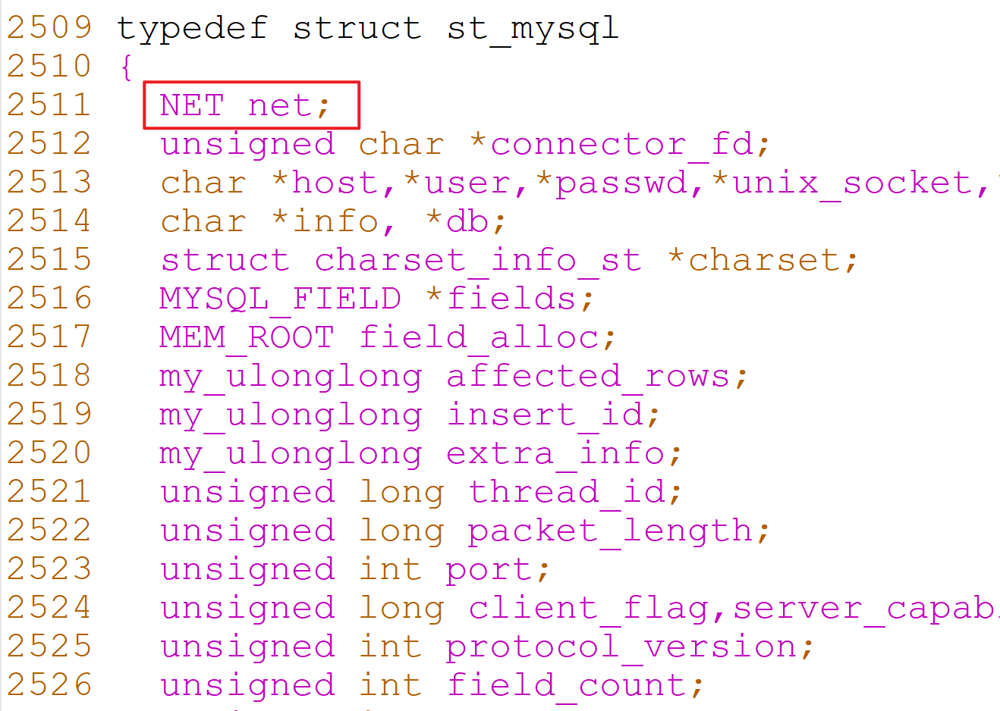 2509 typedef struct st_mysql
2510 {
2511 NET net;
2512 unsigned char *connector_fd;
2513 char *host,*user,*passwd,*unix_socket,
2514 char *info, *db;
2515 struct charset_info_st *charset;
2516 MYSQL_FIELD *fields;
2517 MEM_ROOT field_alloc;
2518 my_ulonglong affected_rows;
2519 my_ulonglong insert_id;
2520 my_ulonglong extra_info;
2521 unsigned long thread_id;
2522 unsigned long packet_length;
2523 unsigned int port;
2524 unsigned long client_flag,server_capab
2525 unsigned int protocol_version;
2526 unsigned int field_count;